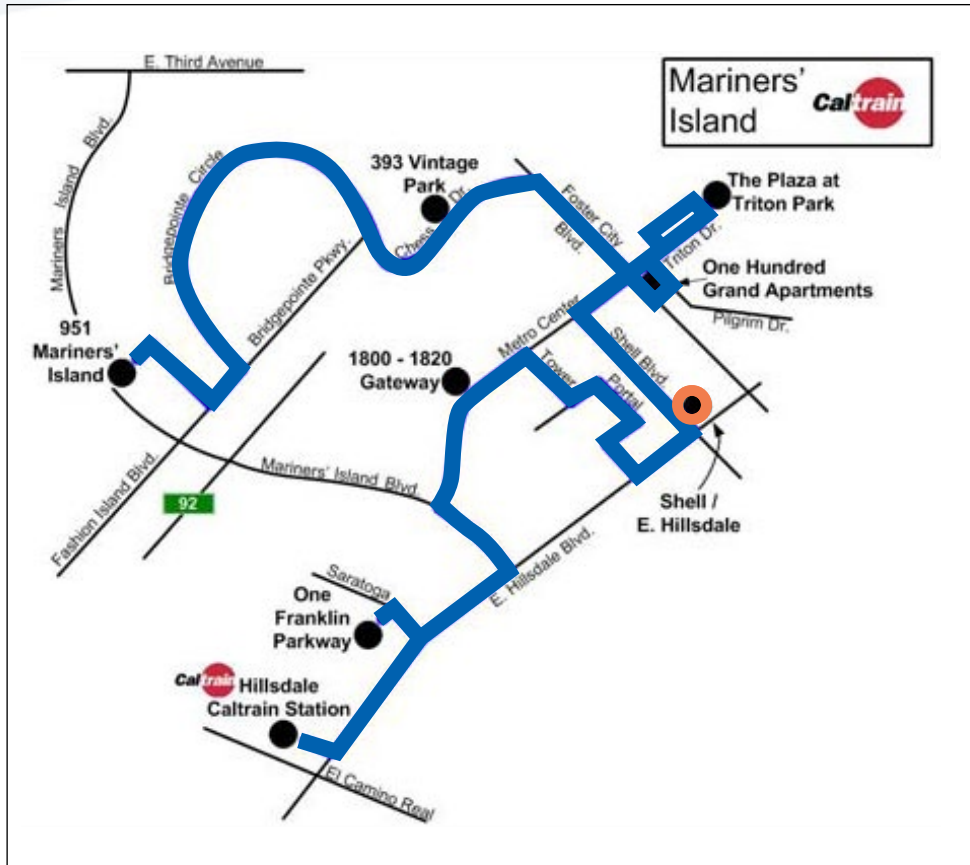 E. Third Avenue
Mariners'
Island
Caltrain
Mariners Island Blvd.
Bridgepointe Circle
393 Vintage
Park
Chess Dr.
Foster City
Blvd.
The Plaza at
Triton Park
Triton Dr.
One Hundred
Grand Apartments
Pilgrim Dr.
Bridgepointe Pkwy.
951
Mariners'
Island
1800 - 1820
Gateway
Metro Center
Tower
Portal
Shell Blvd.
Fashion Island Blvd.
92
Mariners' Island Blvd.
Shell /
E. Hillsdale
E. Hillsdale Blvd.
Saratoga
One
Franklin
Parkway
Caltrain
Hillsdale
Caltrain Station
El Camino Real